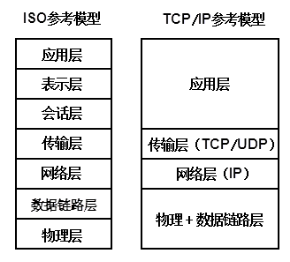 ISO参考模型
应用层
表示层
会话层
传输层
网络层
数据链路层
物理层
TCP/IP参考模型
应用层
传输层（TCP/UDP）
网络层（IP）
物理+数据链路层